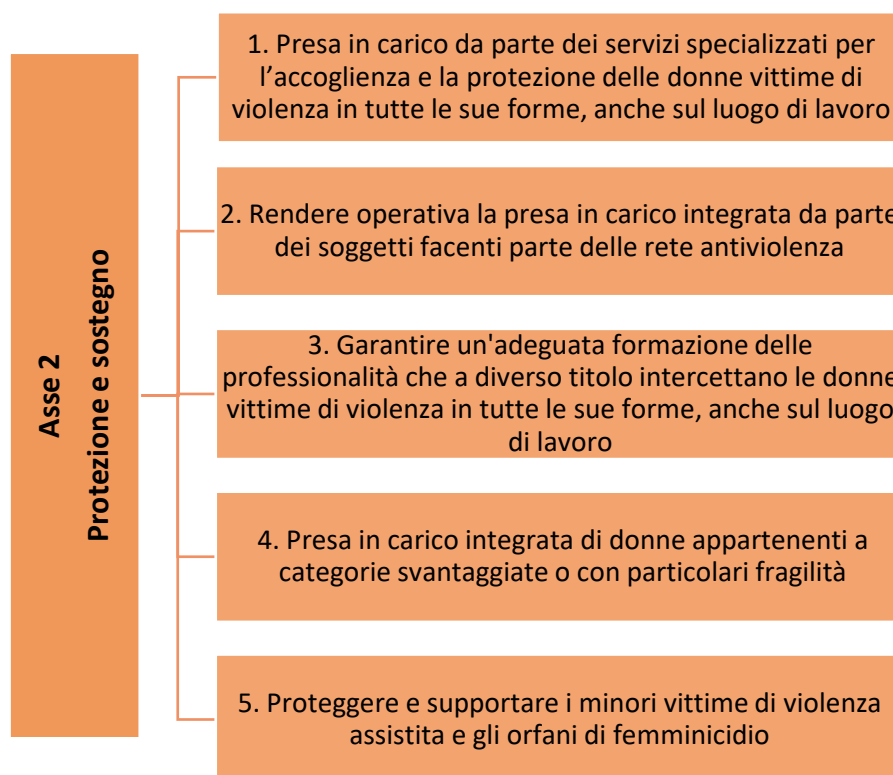 Asse 2
Protezione e sostegno
1. Presa in carico da parte dei servizi specializzati per
l’accoglienza e la protezione delle donne vittime di
violenza in tutte le sue forme, anche sul luogo di lavoro
2. Rendere operativa la presa in carico integrata da parte
dei soggetti facenti parte delle rete antiviolenza
3. Garantire un'adeguata formazione delle
professionalità che a diverso titolo intercettano le donne
vittime di violenza in tutte le sue forme, anche sul luogo
di lavoro
4. Presa in carico integrata di donne appartenenti a
categorie svantaggiate o con particolari fragilità
5. Proteggere e supportare i minori vittime di violenza
assistita e gli orfani di femminicidio